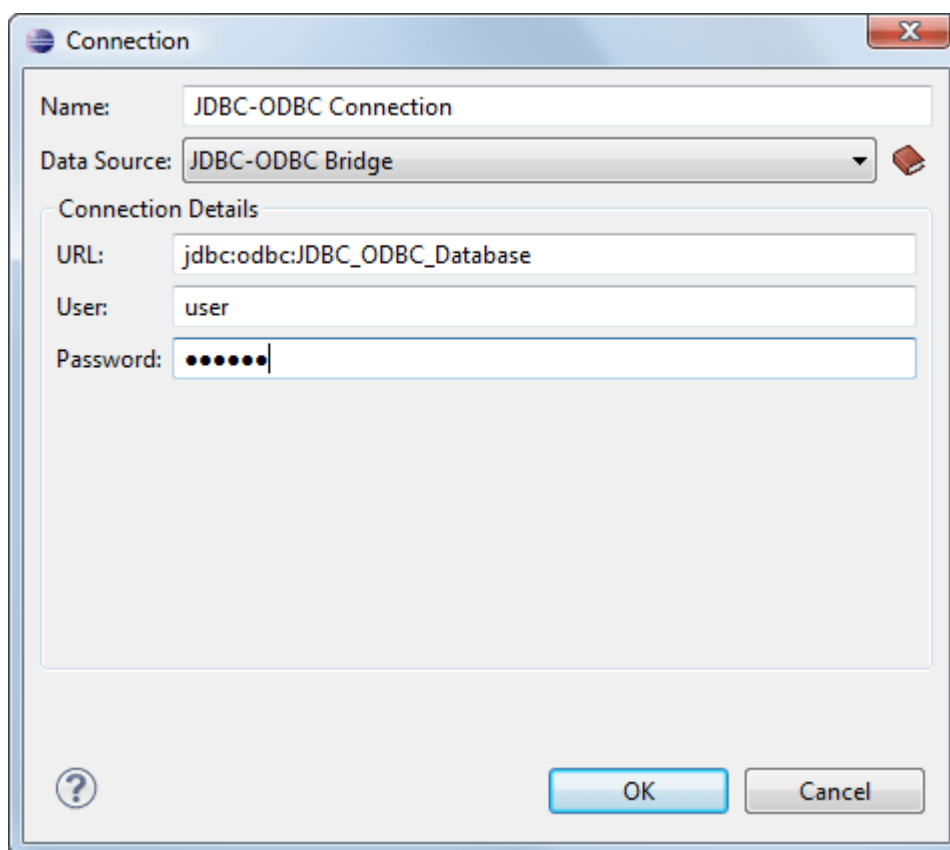 Connection
Name: JDBC-ODBC Connection
Data Source: JDBC-ODBC Bridge
Connection Details
URL: jdbc:odbc:JDBC_ODBC_Database
User: user
Password: ●●●●●●
?
OK Cancel